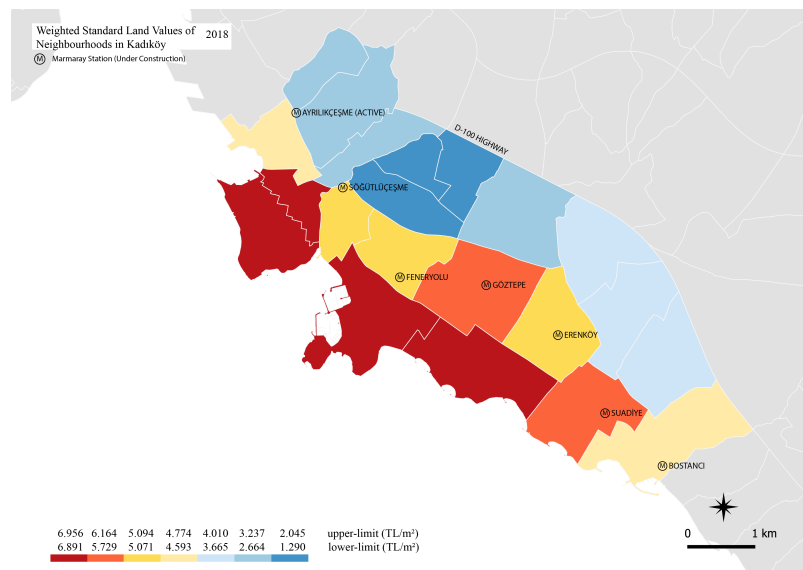 Weighted Standard Land Values of
Neighbourhoods in Kadıköy
2018
M Marmaray Station (Under Construction)
M AYRILIKÇEŞME (ACTIVE)
D-100 HIGHWAY
M SÖĞÜTLÜÇEŞME
M FENERYOLU
M GÖZTEPE
M ERENKÖY
M SUADİYE
M BOSTANCI
6.956 6.164 5.094 4.774 4.010 3.237 2.045 upper-limit (TL/m²)
6.891 5.729 5.071 4.593 3.665 2.664 1.290 lower-limit (TL/m²)
0 1 km